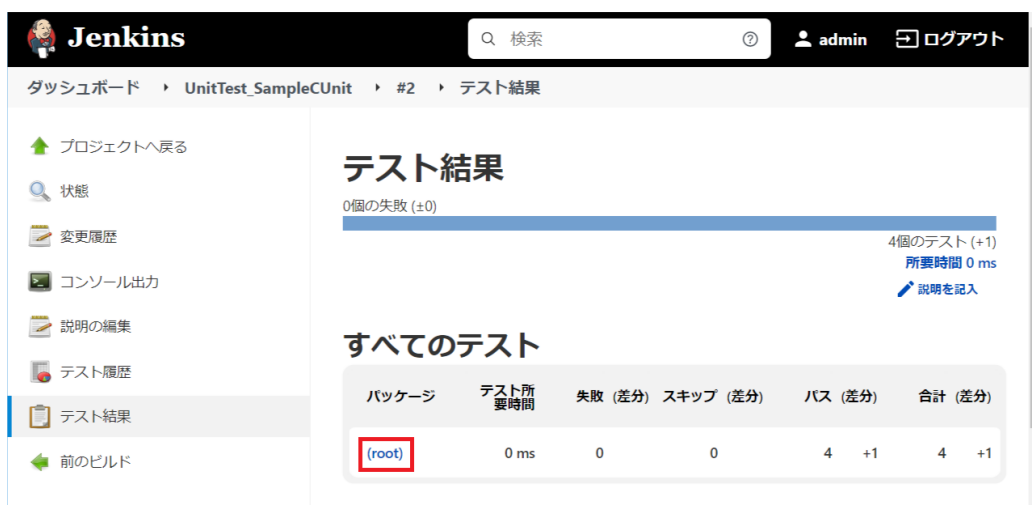 Jenkins
検索
admin
ログアウト
ダッシュボード
UnitTest_SampleCUnit
#2
テスト結果
プロジェクトへ戻る
状態
変更履歴
コンソール出力
説明の編集
テスト履歴
テスト結果
前のビルド
テスト結果
0個の失敗 (±0)
4個のテスト (+1)
所要時間 0 ms
説明を記入
すべてのテスト
パッケージ テスト所要時間 失敗 (差分) スキップ (差分) パス (差分) 合計 (差分)
(root) 0 ms 0 0 4 +1 4 +1